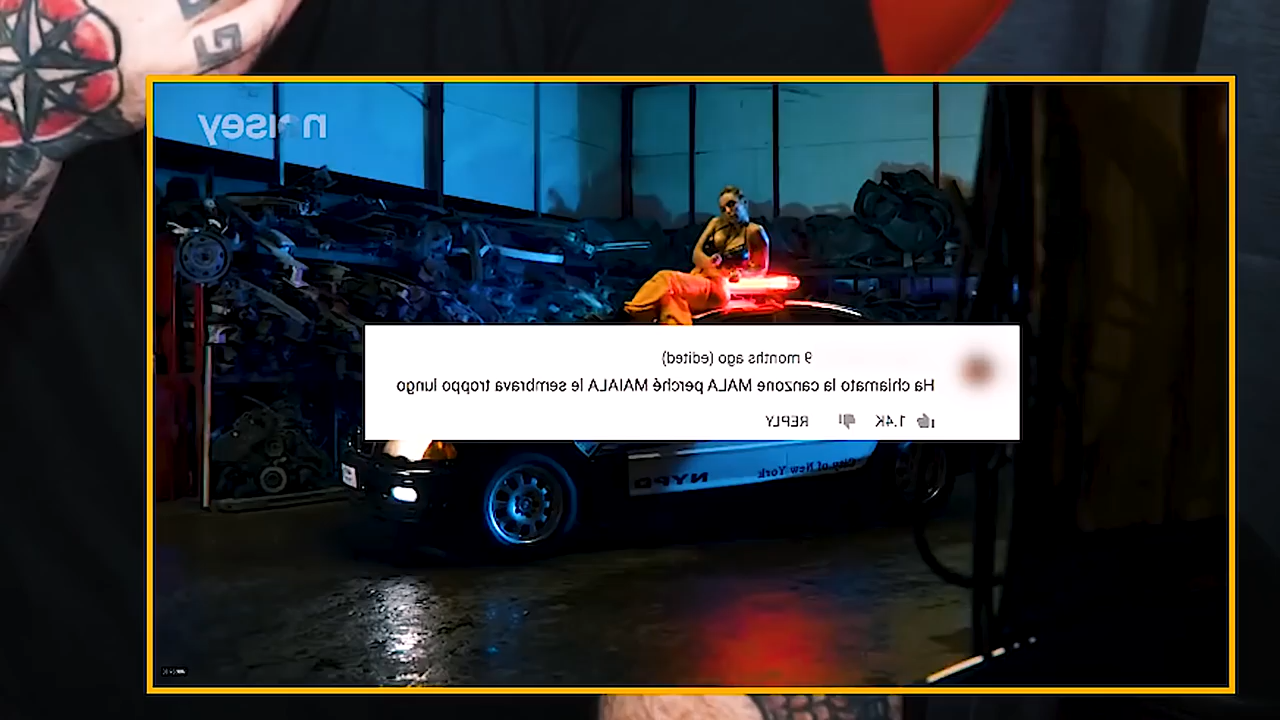 noisey
9 months ago (edited)
Ha chiamato la canzone MALA perché MAIALA le sembrava troppo lungo
1.4K REPLY
NYPD
City of New York